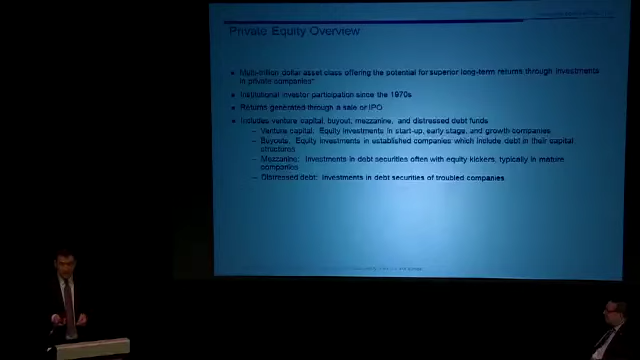 Private Equity Overview
• Multi-trillion dollar asset class offering the potential for superior long-term returns through investments
in private companies*
• Institutional investor participation since the 1970s
• Returns generated through a sale or IPO
• Includes venture capital, buyout, mezzanine, and distressed debt funds
– Venture capital: Equity investments in start-up, early stage, and growth companies
– Buyouts: Equity investments in established companies which include debt in their capital
structures
– Mezzanine: Investments in debt securities often with equity kickers, typically in mature
companies
– Distressed debt: Investments in debt securities of troubled companies